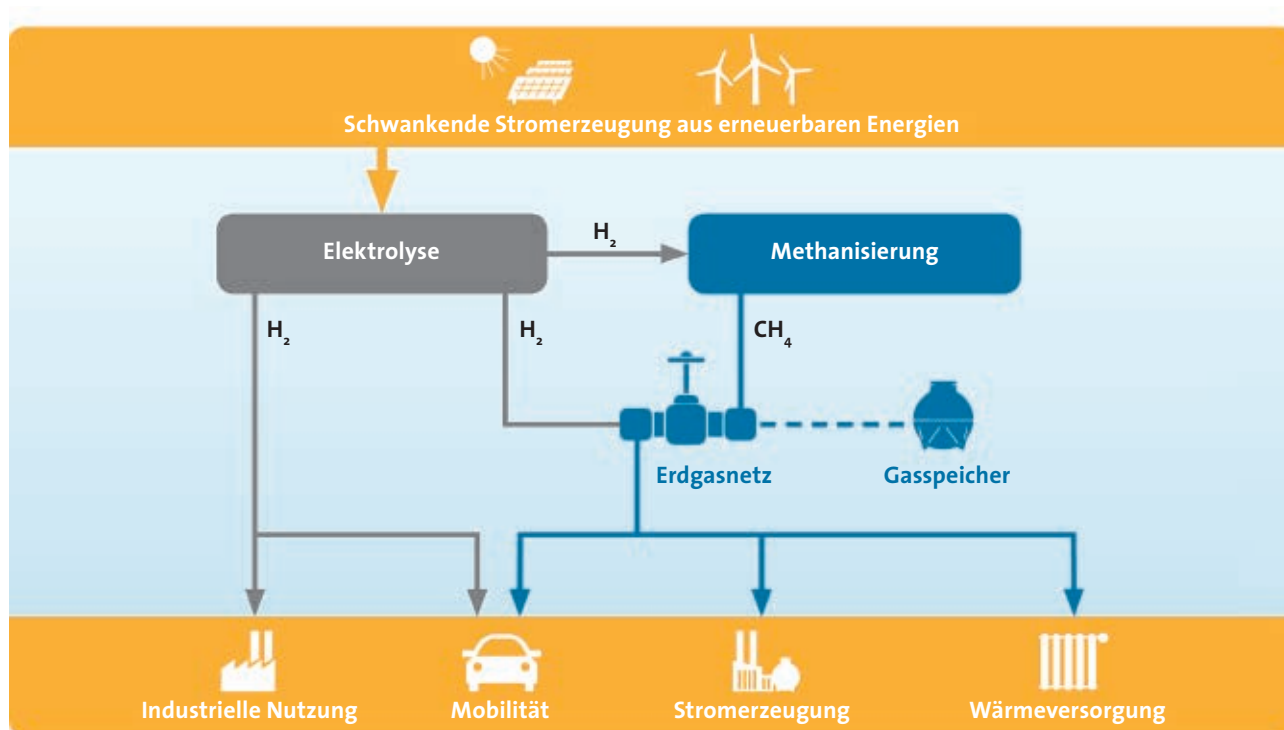 Schwankende Stromerzeugung aus erneuerbaren Energien
Elektrolyse
H₂
Methanisierung
H₂
H₂
CH₄
Erdgasnetz
Gasspeicher
Industrielle Nutzung
Mobilität
Stromerzeugung
Wärmeversorgung